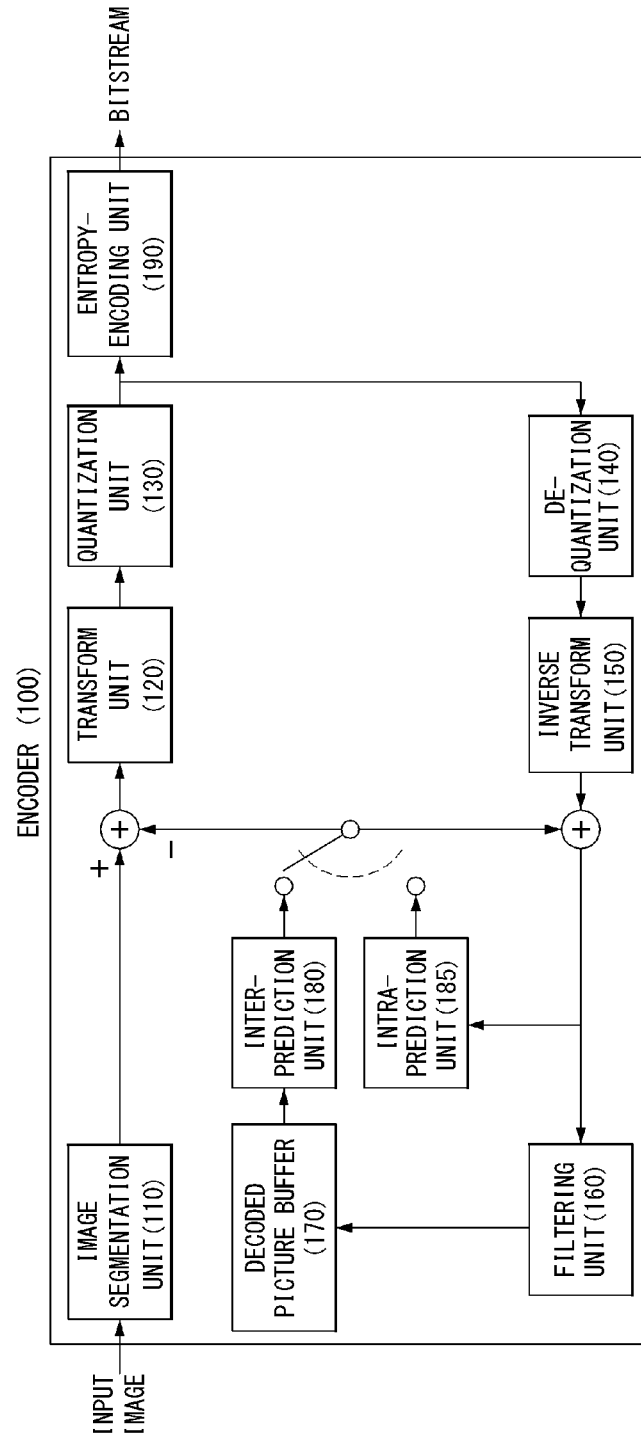 ENCODER (100)
INPUT
IMAGE
IMAGE
SEGMENTATION
UNIT(110)
+
−
+
TRANSFORM
UNIT
(120)
QUANTIZATION
UNIT
(130)
ENTROPY-
ENCODING UNIT
(190)
BITSTREAM
DECODED
PICTURE BUFFER
(170)
INTER-
PREDICTION
UNIT(180)
INTRA-
PREDICTION
UNIT(185)
FILTERING
UNIT(160)
+
INVERSE
TRANSFORM
UNIT(150)
DE-
QUANTIZATION
UNIT(140)